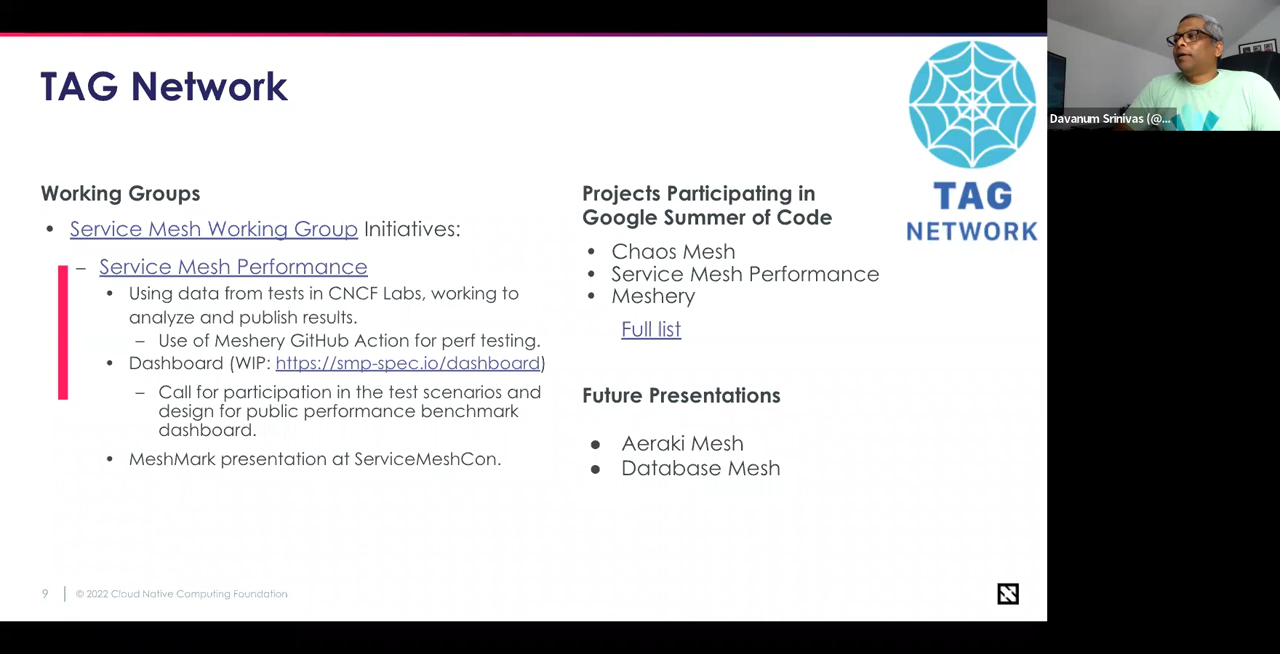 TAG Network
Working Groups
• Service Mesh Working Group Initiatives:
– Service Mesh Performance
• Using data from tests in CNCF Labs, working to
analyze and publish results.
– Use of Meshery GitHub Action for perf testing.
• Dashboard (WIP: https://smp-spec.io/dashboard)
– Call for participation in the test scenarios and
design for public performance benchmark
dashboard.
• MeshMark presentation at ServiceMeshCon.
Projects Participating in
Google Summer of Code
• Chaos Mesh
• Service Mesh Performance
• Meshery
Full list
Future Presentations
● Aeraki Mesh
● Database Mesh
TAG
NETWORK
Davanum Srinivas (@...
9 © 2022 Cloud Native Computing Foundation